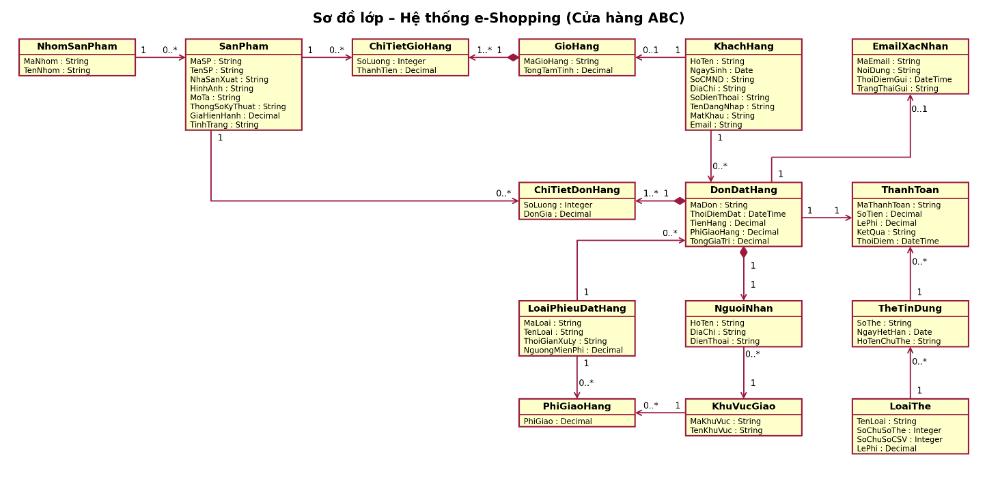 Sơ đồ lớp – Hệ thống e-Shopping (Cửa hàng ABC)
NhomSanPham
MaNhom : String
TenNhom : String
1
0..*
SanPham
MaSP : String
TenSP : String
NhaSanXuat : String
HinhAnh : String
MoTa : String
ThongSoKyThuat : String
GiaHienHanh : Decimal
TinhTrang : String
1
0..*
ChiTietGioHang
SoLuong : Integer
ThanhTien : Decimal
1..*
1
GioHang
MaGioHang : String
TongTamTinh : Decimal
0..1
1
KhachHang
HoTen : String
NgaySinh : Date
SoCMND : String
DiaChi : String
SoDienThoai : String
TenDangNhap : String
MatKhau : String
Email : String
EmailXacNhan
MaEmail : String
NoiDung : String
ThoiDiemGui : DateTime
TrangThaiGui : String
0..1
1
1
0..*
1
0..*
ChiTietDonHang
SoLuong : Integer
DonGia : Decimal
1..*
1
DonDatHang
MaDon : String
ThoiDiemDat : DateTime
TienHang : Decimal
PhiGiaoHang : Decimal
TongGiaTri : Decimal
1
1
ThanhToan
MaThanhToan : String
SoTien : Decimal
LePhi : Decimal
KetQua : String
ThoiDiem : DateTime
0..*
1
1
1
0..*
1
LoaiPhieuDatHang
MaLoai : String
TenLoai : String
ThoiGianXuLy : String
NguongMienPhi : Decimal
NguoiNhan
HoTen : String
DiaChi : String
DienThoai : String
TheTinDung
SoThe : String
NgayHetHan : Date
HoTenChuThe : String
1
0..*
0..*
1
0..*
1
PhiGiaoHang
PhiGiao : Decimal
0..*
1
KhuVucGiao
MaKhuVuc : String
TenKhuVuc : String
LoaiThe
TenLoai : String
SoChuSoThe : Integer
SoChuSoCSV : Integer
LePhi : Decimal